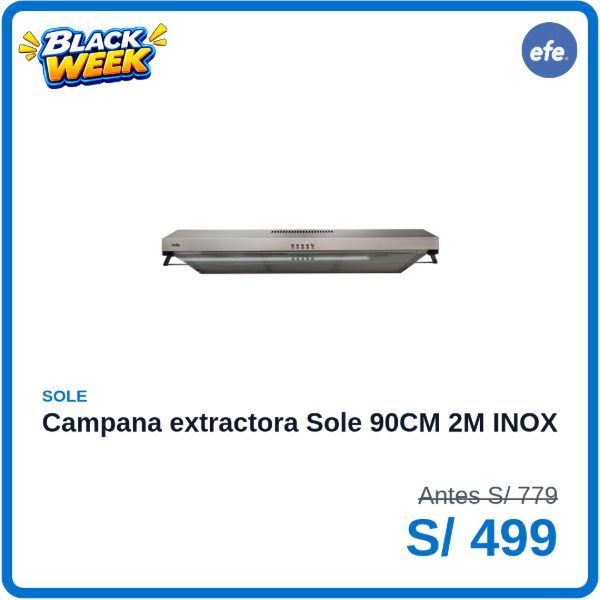 BLACK
WEEK
efe.
SOLE
Campana extractora Sole 90CM 2M INOX
Antes S/ 779
S/ 499